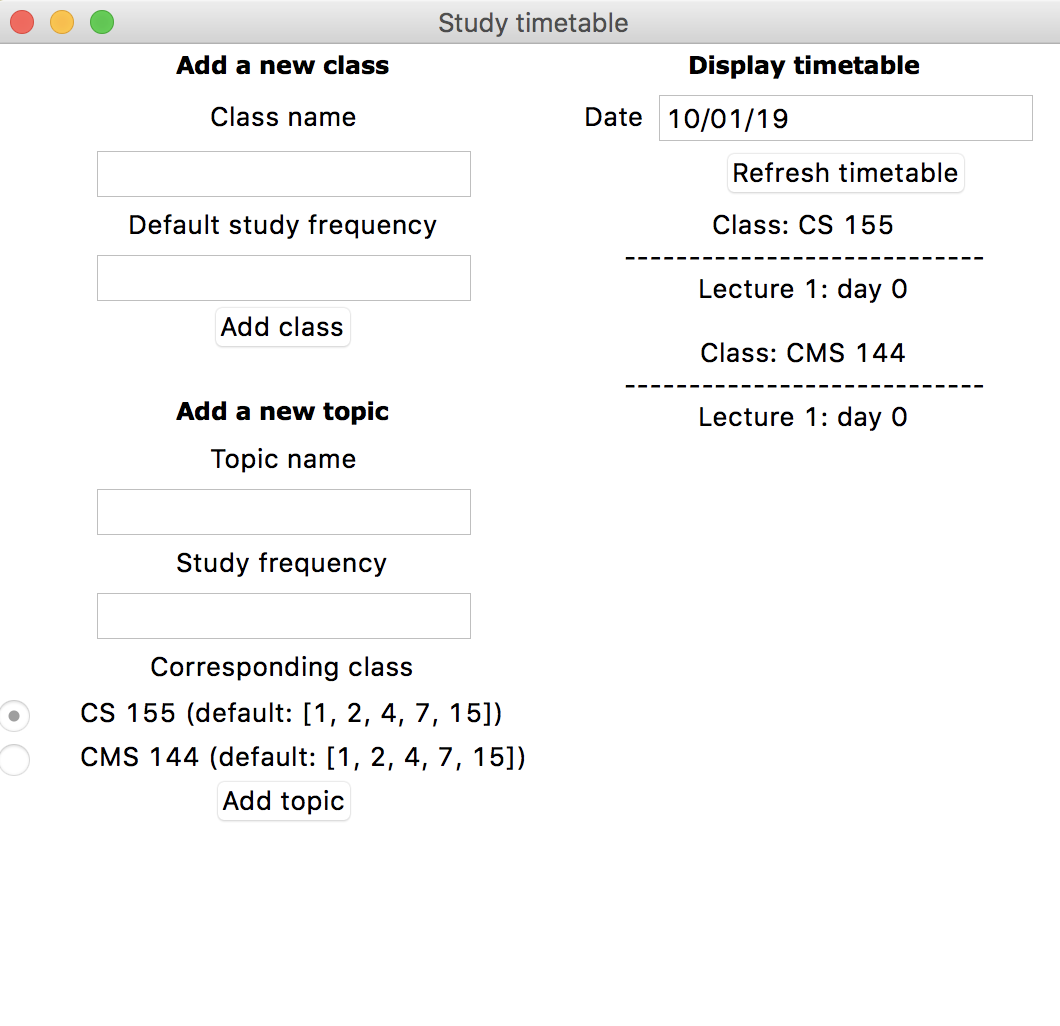 Study timetable
Add a new class
Class name
Default study frequency
Add class
Add a new topic
Topic name
Study frequency
Corresponding class
CS 155 (default: [1, 2, 4, 7, 15])
CMS 144 (default: [1, 2, 4, 7, 15])
Add topic
Display timetable
Date 10/01/19
Refresh timetable
Class: CS 155
----------------------------
Lecture 1: day 0
Class: CMS 144
----------------------------
Lecture 1: day 0